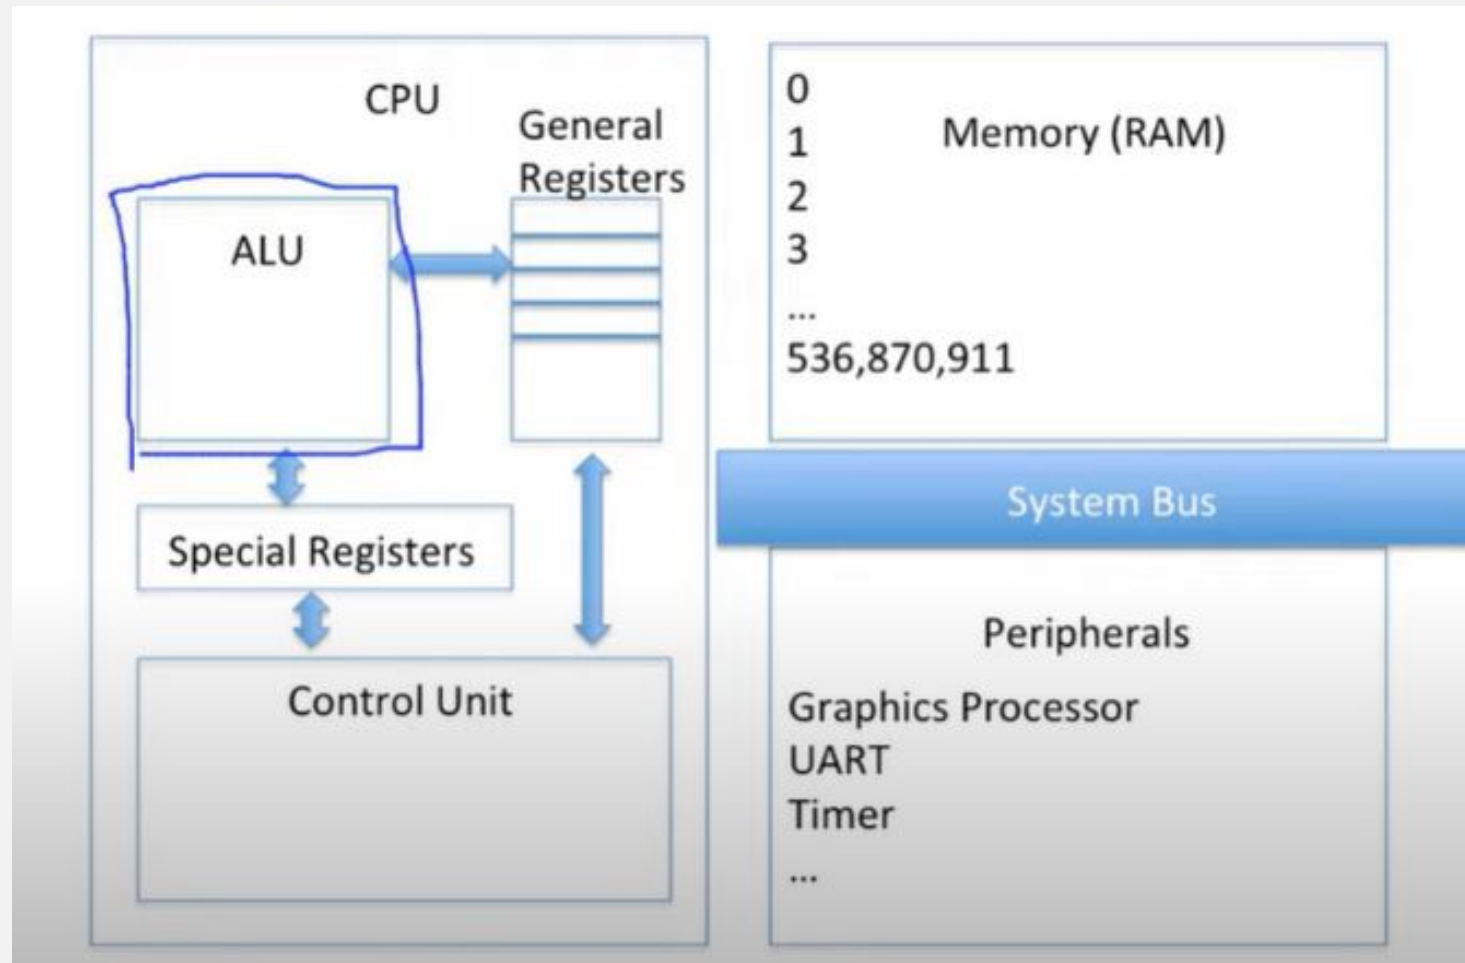 CPU
General
Registers
ALU
Special Registers
Control Unit
0
1
2
3
...
536,870,911
Memory (RAM)
System Bus
Peripherals
Graphics Processor
UART
Timer
...